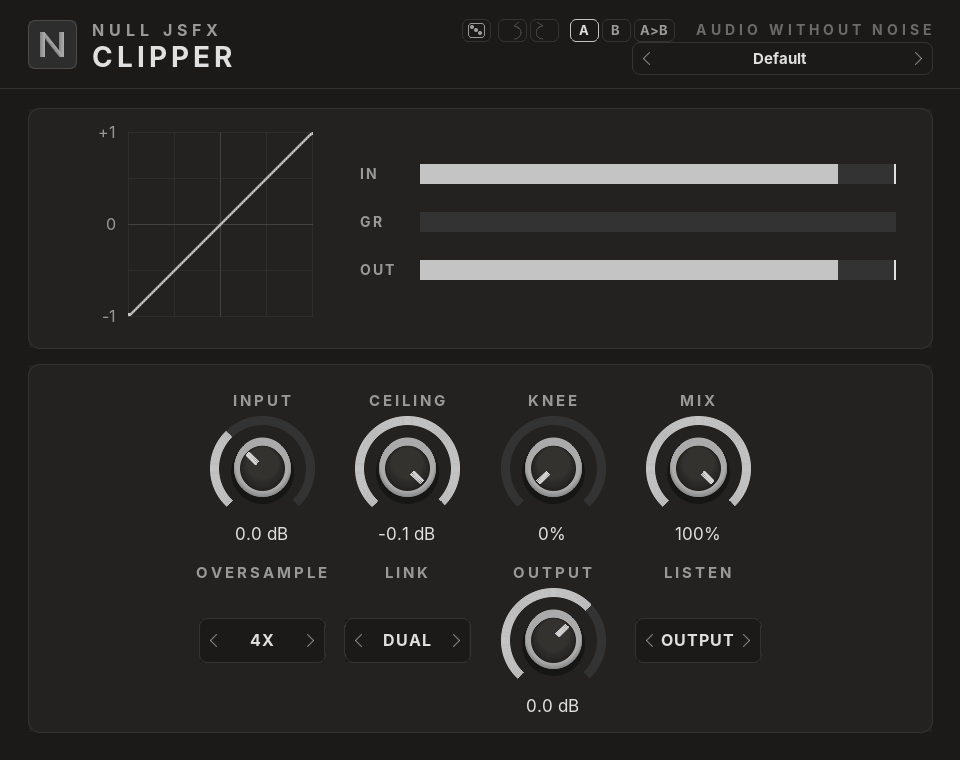 N
NULL JSFX
CLIPPER
A B A>B
AUDIO WITHOUT NOISE
Default
+1
0
-1
IN
GR
OUT
INPUT CEILING KNEE MIX
0.0 dB -0.1 dB 0% 100%
OVERSAMPLE LINK OUTPUT LISTEN
4X DUAL OUTPUT
0.0 dB